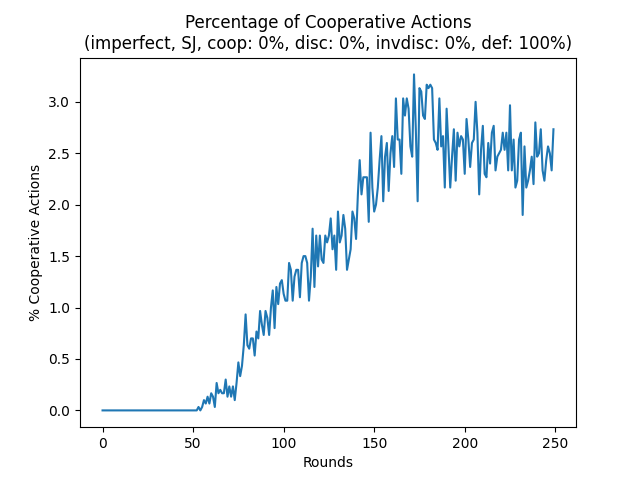 Percentage of Cooperative Actions
(imperfect, SJ, coop: 0%, disc: 0%, invdisc: 0%, def: 100%)
% Cooperative Actions
3.0
2.5
2.0
1.5
1.0
0.5
0.0
0 50 100 150 200 250
Rounds